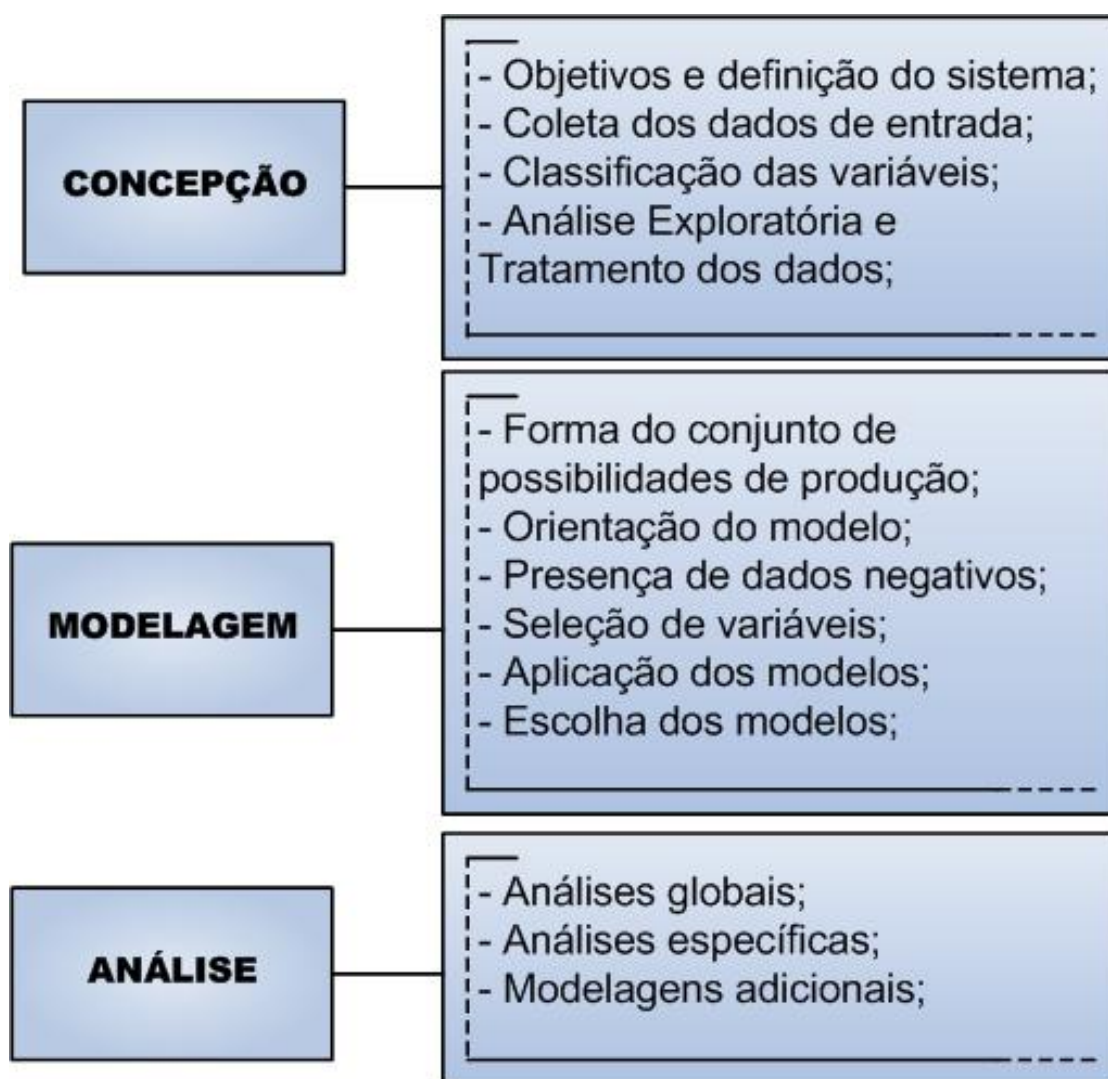 CONCEPÇÃO
- Objetivos e definição do sistema;
- Coleta dos dados de entrada;
- Classificação das variáveis;
- Análise Exploratória e
Tratamento dos dados;
MODELAGEM
- Forma do conjunto de
possibilidades de produção;
- Orientação do modelo;
- Presença de dados negativos;
- Seleção de variáveis;
- Aplicação dos modelos;
- Escolha dos modelos;
ANÁLISE
- Análises globais;
- Análises específicas;
- Modelagens adicionais;